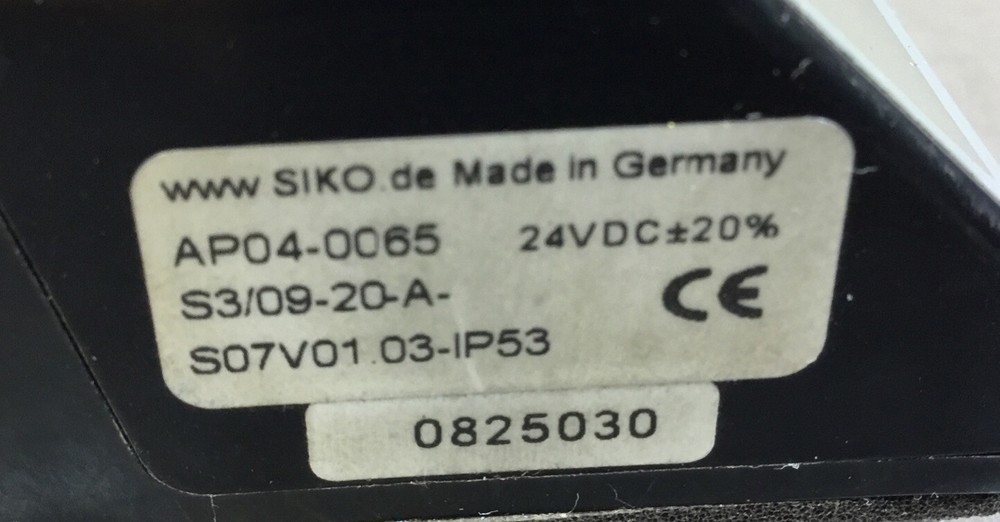 www SIKO.de Made in Germany
AP04-0065 24VDC±20%
S3/09-20-A- CE
S07V01.03-IP53
0825030